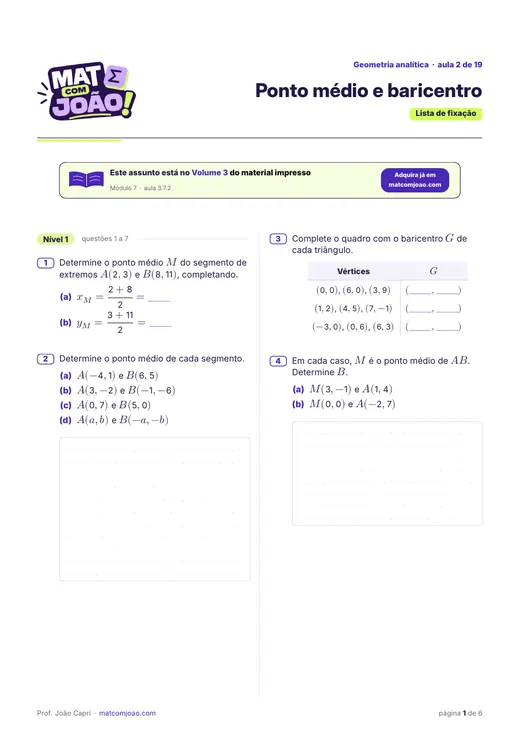 MAT
COM
JOÃO!
Σ
Geometria analítica · aula 2 de 19
Ponto médio e baricentro
Lista de fixação
Este assunto está no Volume 3 do material impresso
Módulo 7 · aula 3.7.2
Adquira já em
matcomjoao.com
Nível 1 questões 1 a 7
1 Determine o ponto médio M do segmento de
extremos A(2, 3) e B(8, 11), completando.
(a) x_M = (2 + 8)/2 = ____
(b) y_M = (3 + 11)/2 = ____
2 Determine o ponto médio de cada segmento.
(a) A(−4, 1) e B(6, 5)
(b) A(3, −2) e B(−1, −6)
(c) A(0, 7) e B(5, 0)
(d) A(a, b) e B(−a, −b)
3 Complete o quadro com o baricentro G de
cada triângulo.
Vértices G
(0, 0), (6, 0), (3, 9) (____, ____)
(1, 2), (4, 5), (7, −1) (____, ____)
(−3, 0), (0, 6), (6, 3) (____, ____)
4 Em cada caso, M é o ponto médio de AB.
Determine B.
(a) M(3, −1) e A(1, 4)
(b) M(0, 0) e A(−2, 7)
Prof. João Capri · matcomjoao.com
página 1 de 6